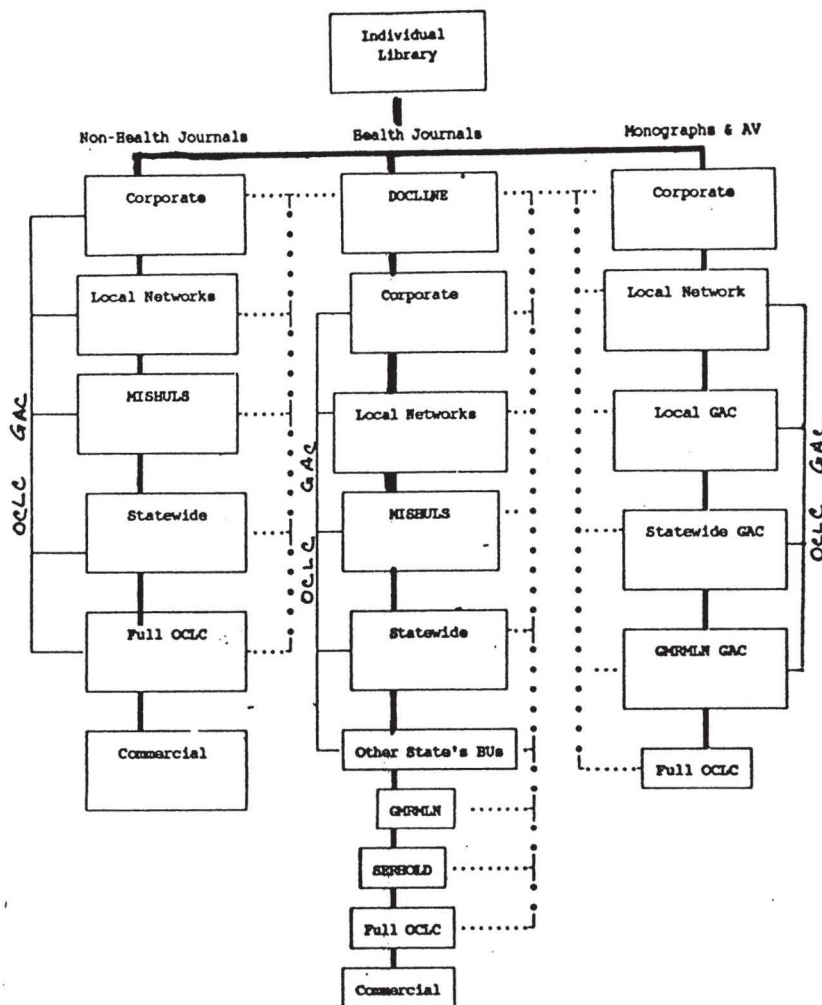 Individual
Library
Non-Health Journals
Health Journals
Monographs & AV
Corporate
Local Networks
MISHULS
Statewide
Full OCLC
Commercial
OCLC GAC
DOCLINE
Corporate
Local Networks
MISHULS
Statewide
Other State's BUs
GMRMLN
SERHOLD
Full OCLC
Commercial
OCLC GAC
Corporate
Local Network
Local GAC
Statewide GAC
GMRMLN GAC
Full OCLC
OCLC GAC